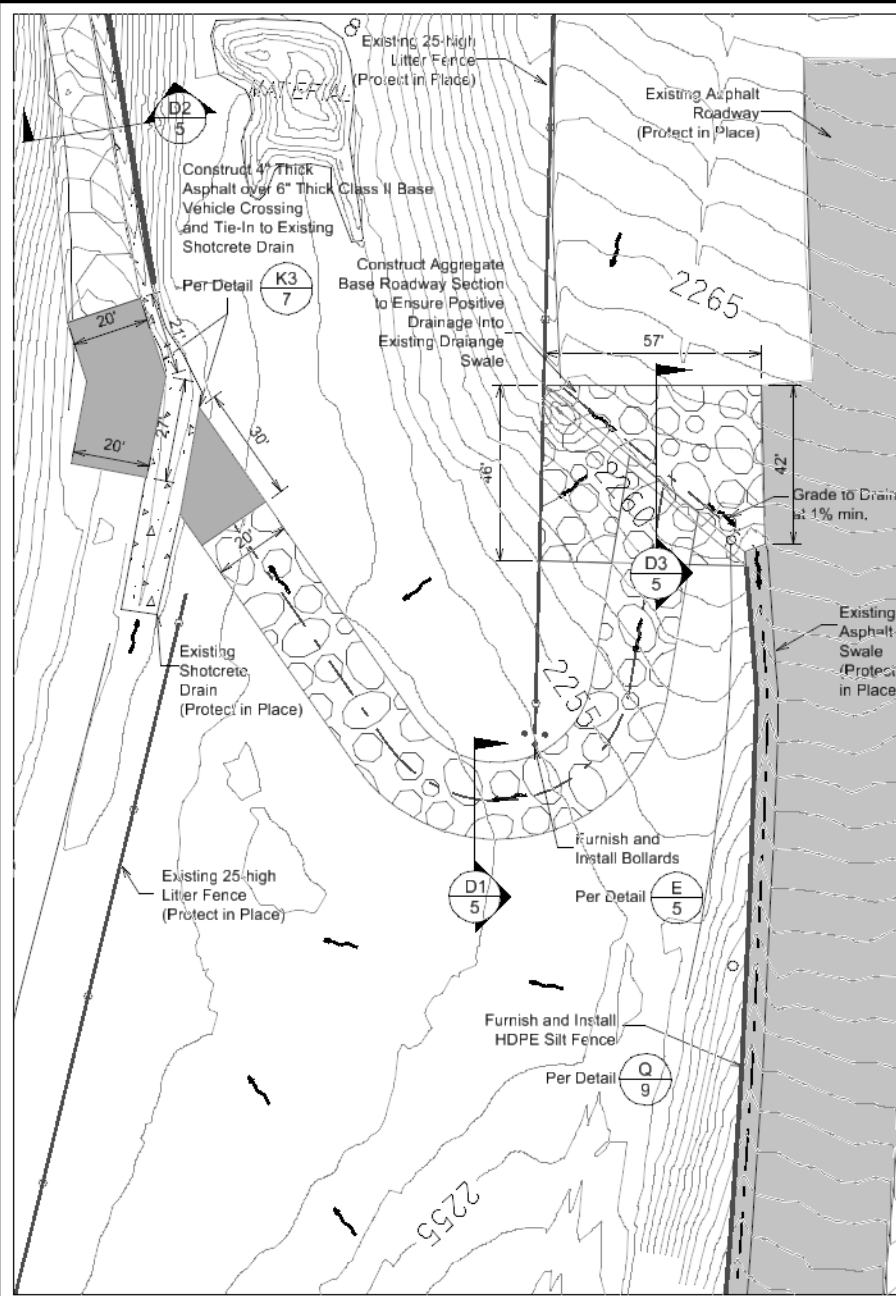 Existing 25-high
Litter Fence
(Protect in Place)
MATERIAL
D2
5
Existing Asphalt
Roadway
(Protect in Place)
Construct 4" Thick
Asphalt over 6" Thick Class II Base
Vehicle Crossing
and Tie-In to Existing
Shotcrete Drain
Per Detail
K3
7
Construct Aggregate
Base Roadway Section
to Ensure Positive
Drainage Into
Existing Draiange
Swale
2265
57'
20'
21'
27'
20'
30'
20'
46'
42'
2260
Grade to Drain
at 1% min.
D3
5
Existing
Asphalt
Swale
(Protect
in Place
Existing
Shotcrete
Drain
(Protect in Place)
2255
Furnish and
Install Bollards
Per Detail
E
5
D1
5
Existing 25-high
Litter Fence
(Protect in Place)
Furnish and Install
HDPE Silt Fence
Per Detail
Q
9
2255